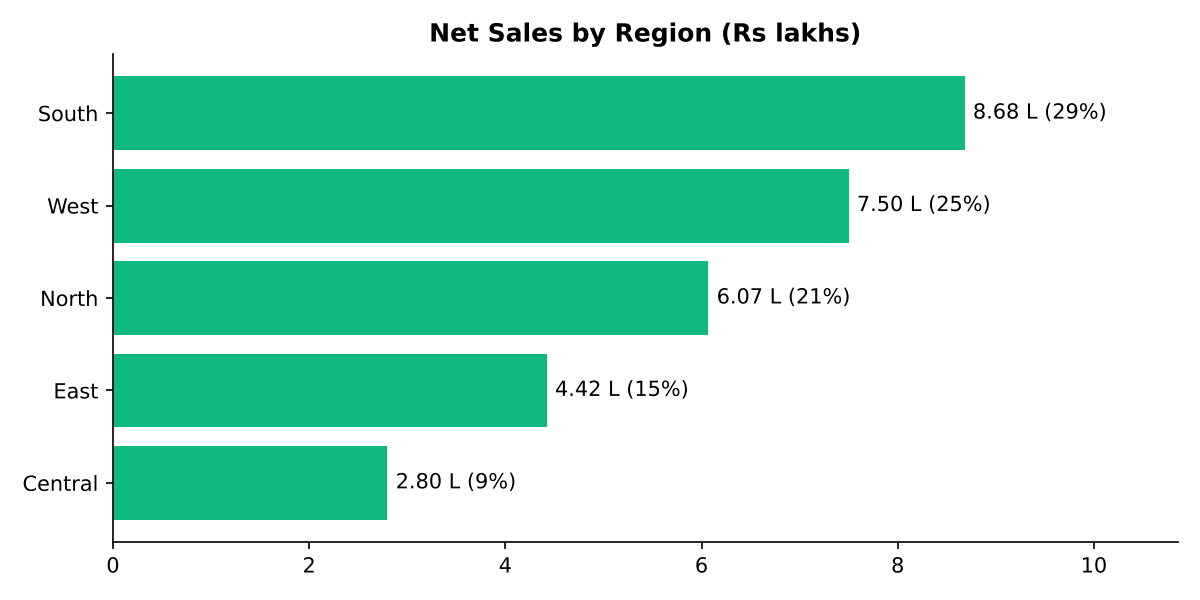 Net Sales by Region (Rs lakhs)
South 8.68 L (29%)
West 7.50 L (25%)
North 6.07 L (21%)
East 4.42 L (15%)
Central 2.80 L (9%)
0 2 4 6 8 10